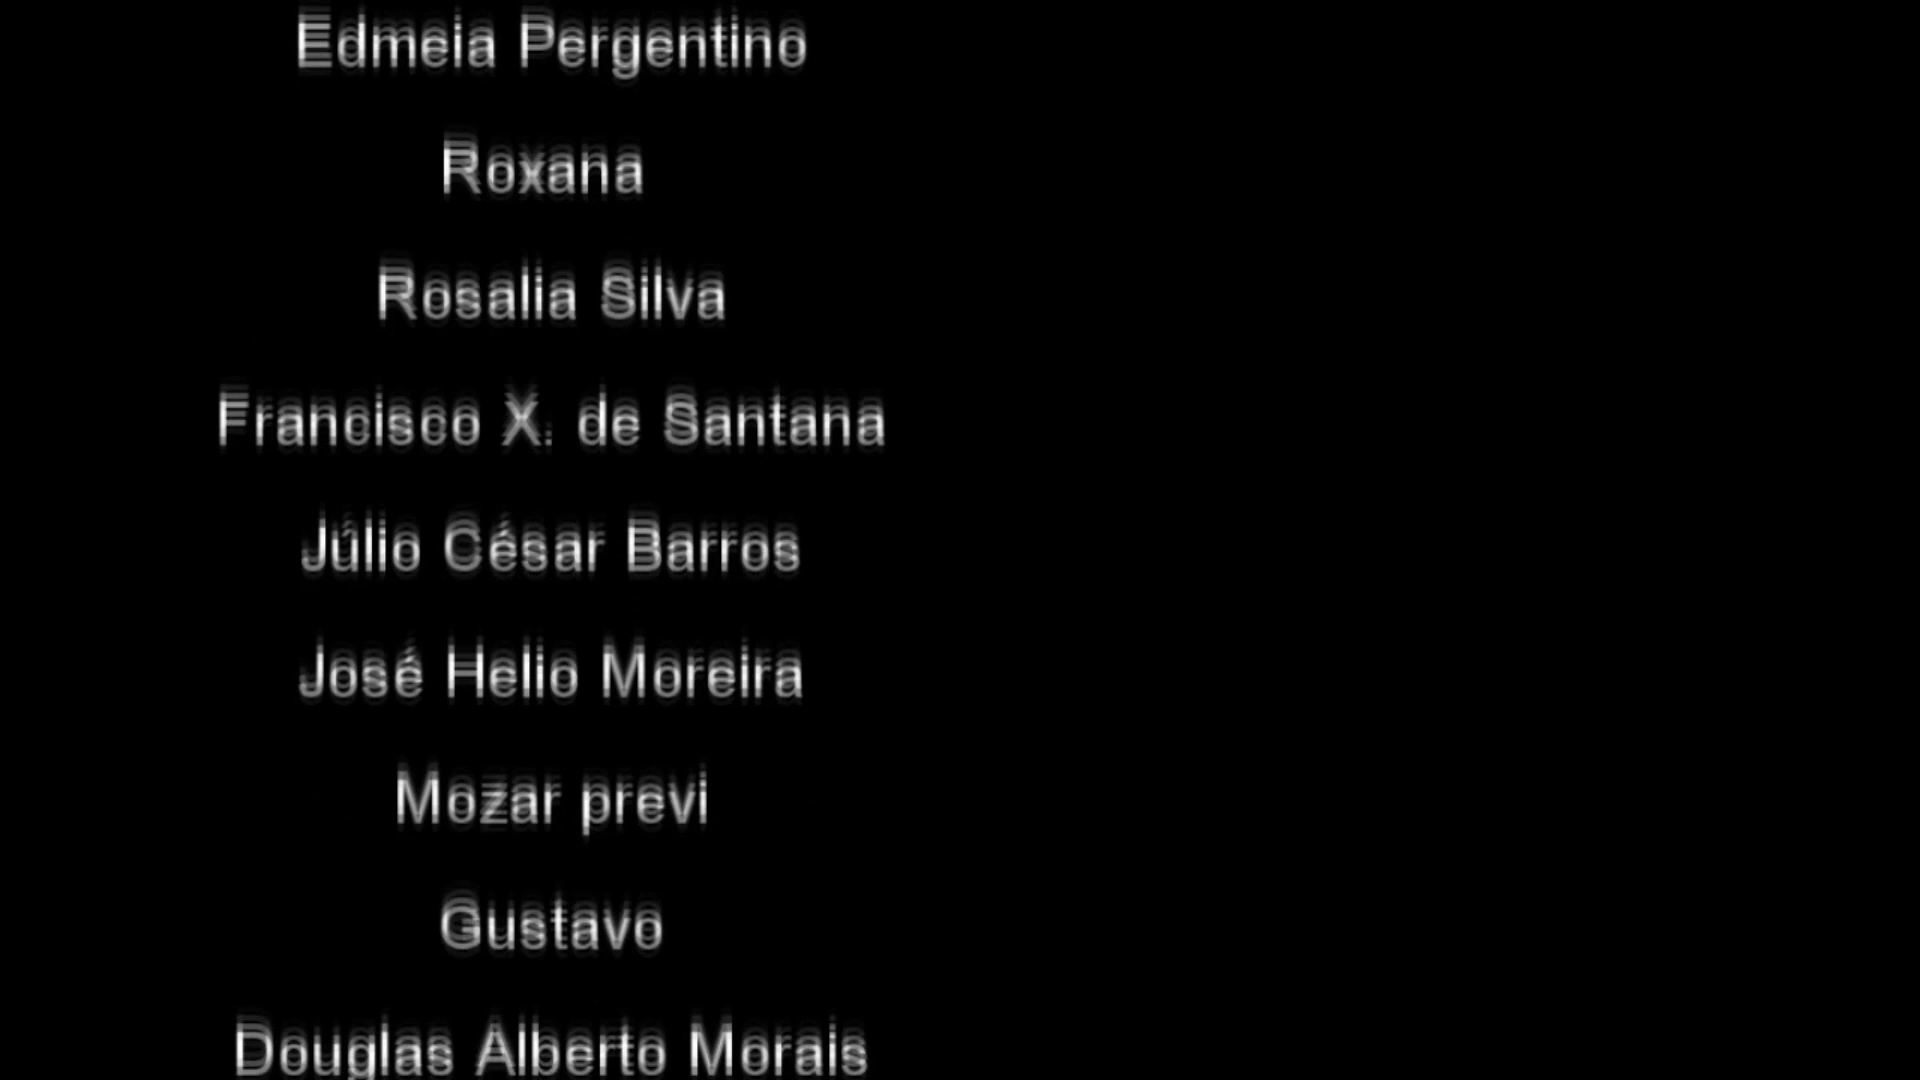 Edmeia Pergentino
Roxana
Rosalia Silva
Francisco X. de Santana
Júlio César Barros
José Helio Moreira
Mozar previ
Gustavo
Douglas Alberto Morais